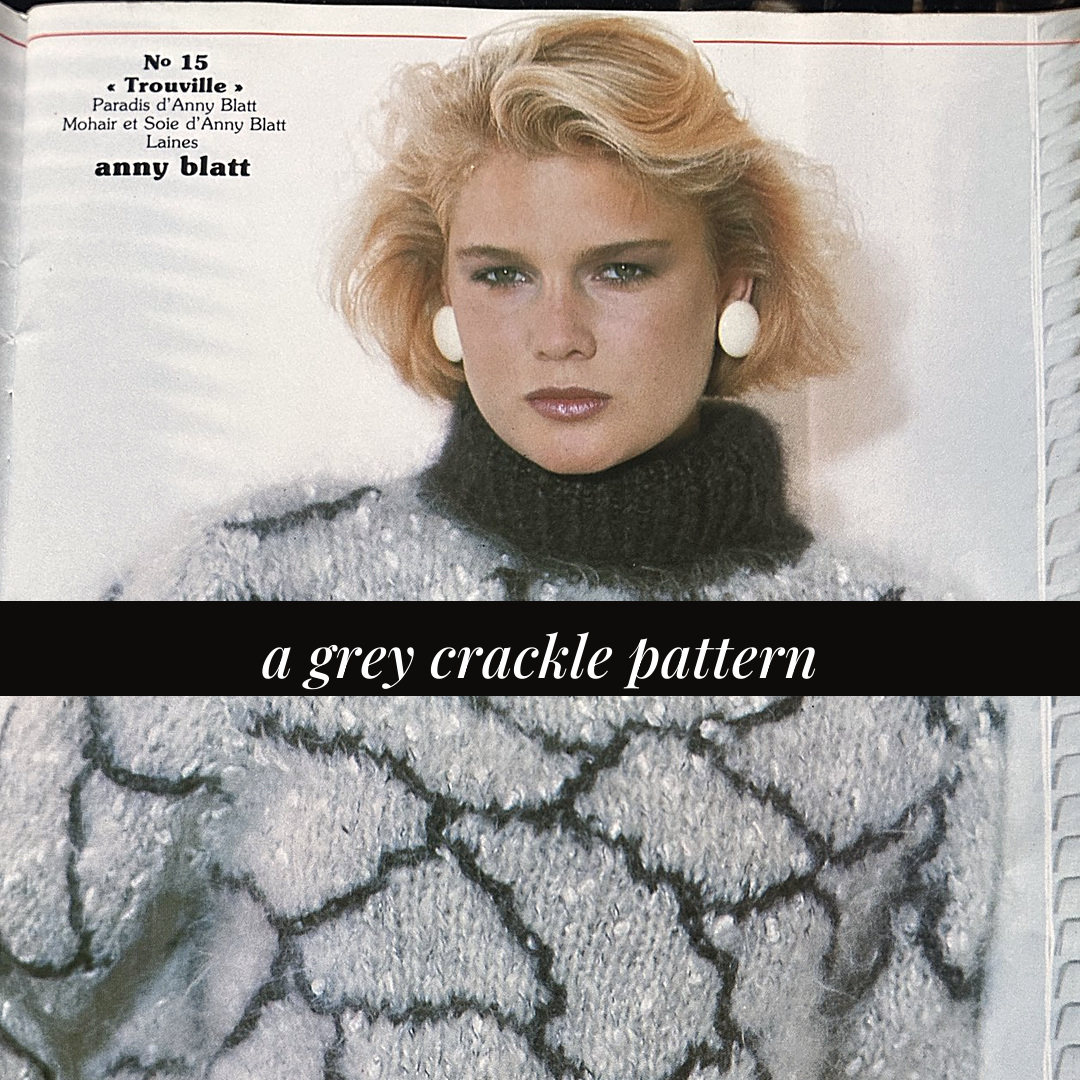 No 15
« Trouville »
Paradis d'Anny Blatt
Mohair et Soie d'Anny Blatt
Laines
anny blatt
a grey crackle pattern